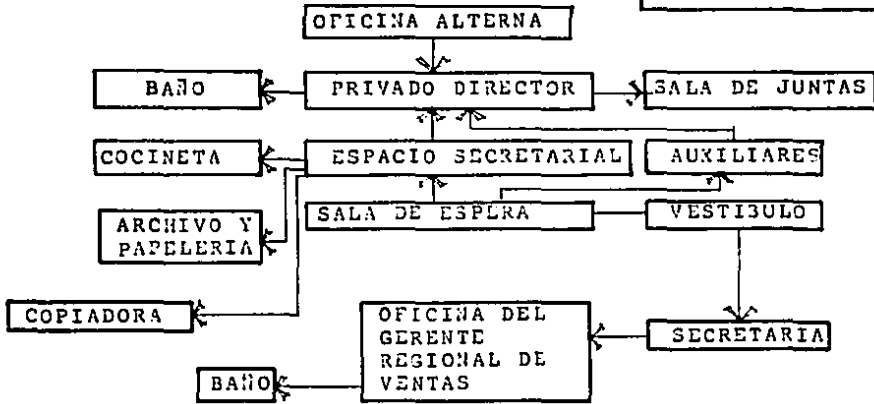 OFICINA ALTERNA
BAÑO
PRIVADO DIRECTOR
SALA DE JUNTAS
COCINETA
ESPACIO SECRETARIAL
AUXILIARES
SALA DE ESPERA
VESTIBULO
ARCHIVO Y
PAPELERIA
COPIADORA
OFICINA DEL
GERENTE
REGIONAL DE
VENTAS
SECRETARIA
BAÑO